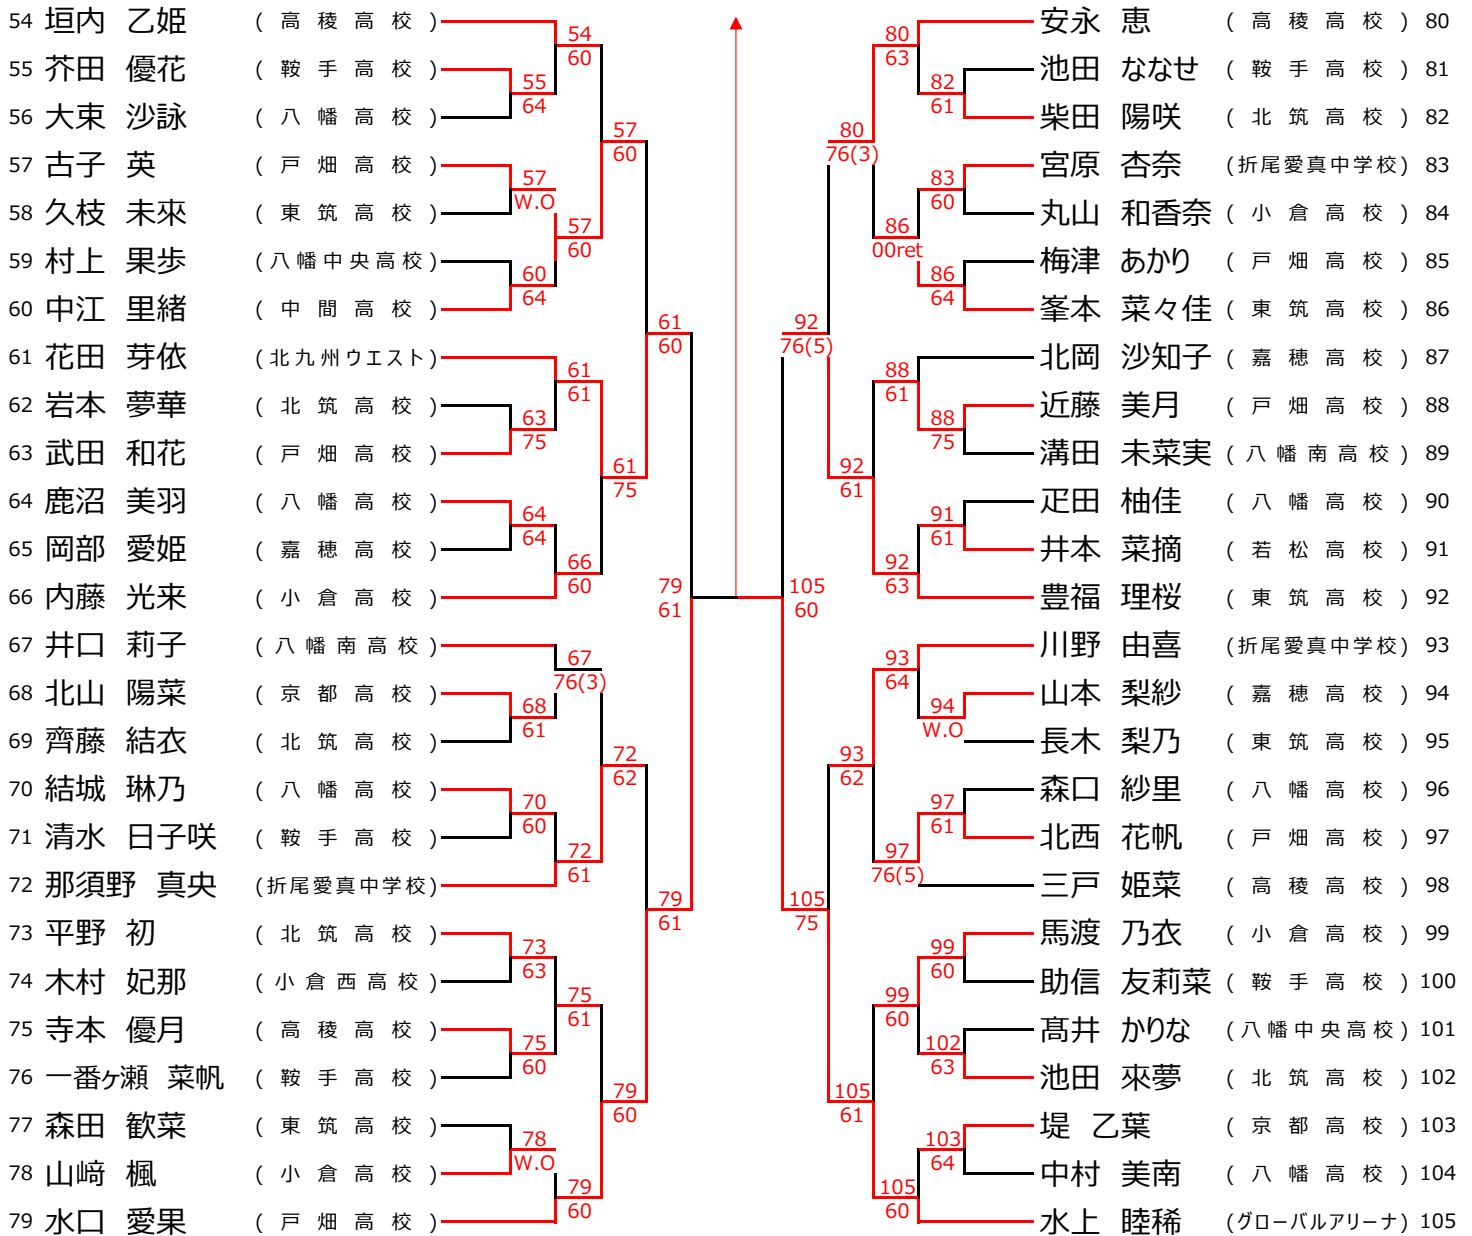 54 垣内 乙姫 ( 高 稜 高 校 )
55 芥田 優花 ( 鞍 手 高 校 )
56 大束 沙詠 ( 八 幡 高 校 )
57 古子 英 ( 戸 畑 高 校 )
58 久枝 未來 ( 東 筑 高 校 )
59 村上 果歩 (八幡中央高校)
60 中江 里緒 ( 中 間 高 校 )
61 花田 芽依 (北九州ウエスト)
62 岩本 夢華 ( 北 筑 高 校 )
63 武田 和花 ( 戸 畑 高 校 )
64 鹿沼 美羽 ( 八 幡 高 校 )
65 岡部 愛姫 ( 嘉 穂 高 校 )
66 内藤 光来 ( 小 倉 高 校 )
67 井口 莉子 ( 八 幡 南 高 校 )
68 北山 陽菜 ( 京 都 高 校 )
69 齊藤 結衣 ( 北 筑 高 校 )
70 結城 琳乃 ( 八 幡 高 校 )
71 清水 日子咲 ( 鞍 手 高 校 )
72 那須野 真央 (折尾愛真中学校)
73 平野 初 ( 北 筑 高 校 )
74 木村 妃那 ( 小 倉 西 高 校 )
75 寺本 優月 ( 高 稜 高 校 )
76 一番ヶ瀬 菜帆 ( 鞍 手 高 校 )
77 森田 歓菜 ( 東 筑 高 校 )
78 山﨑 楓 ( 小 倉 高 校 )
79 水口 愛果 ( 戸 畑 高 校 )
55
64
57
W.O
60
64
63
75
64
64
68
61
70
60
73
63
75
60
78
W.O
54
60
57
60
61
61
66
60
67
76(3)
72
61
75
61
79
60
57
60
61
75
72
62
79
60
61
60
79
61
79
61
105
60
92
76(5)
105
75
80
76(3)
92
61
93
62
105
61
80
63
86
00ret
88
61
92
63
93
64
97
76(5)
99
60
105
60
82
61
83
60
86
64
88
75
91
61
94
W.O
97
61
99
60
102
63
103
64
安永 恵 ( 高 稜 高 校 ) 80
池田 ななせ ( 鞍 手 高 校 ) 81
柴田 陽咲 ( 北 筑 高 校 ) 82
宮原 杏奈 (折尾愛真中学校) 83
丸山 和香奈 ( 小 倉 高 校 ) 84
梅津 あかり ( 戸 畑 高 校 ) 85
峯本 菜々佳 ( 東 筑 高 校 ) 86
北岡 沙知子 ( 嘉 穂 高 校 ) 87
近藤 美月 ( 戸 畑 高 校 ) 88
溝田 未菜実 ( 八 幡 南 高 校 ) 89
疋田 柚佳 ( 八 幡 高 校 ) 90
井本 菜摘 ( 若 松 高 校 ) 91
豊福 理桜 ( 東 筑 高 校 ) 92
川野 由喜 (折尾愛真中学校) 93
山本 梨紗 ( 嘉 穂 高 校 ) 94
長木 梨乃 ( 東 筑 高 校 ) 95
森口 紗里 ( 八 幡 高 校 ) 96
北西 花帆 ( 戸 畑 高 校 ) 97
三戸 姫菜 ( 高 稜 高 校 ) 98
馬渡 乃衣 ( 小 倉 高 校 ) 99
助信 友莉菜 ( 鞍 手 高 校 ) 100
髙井 かりな (八幡中央高校) 101
池田 來夢 ( 北 筑 高 校 ) 102
堤 乙葉 ( 京 都 高 校 ) 103
中村 美南 ( 八 幡 高 校 ) 104
水上 睦稀 (グローバルアリーナ) 105